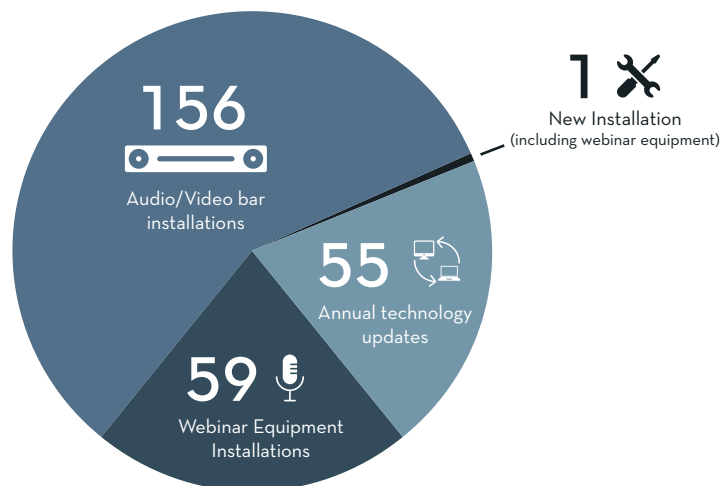 156
Audio/Video bar
installations
1
New Installation
(including webinar equipment)
55
Annual technology
updates
59
Webinar Equipment
Installations